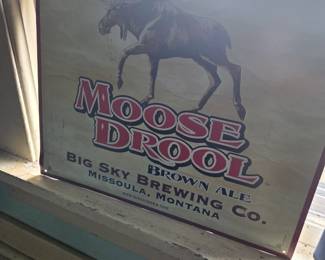 MOOSE
DROOL
BROWN ALE
BIG SKY BREWING CO.
MISSOULA, MONTANA